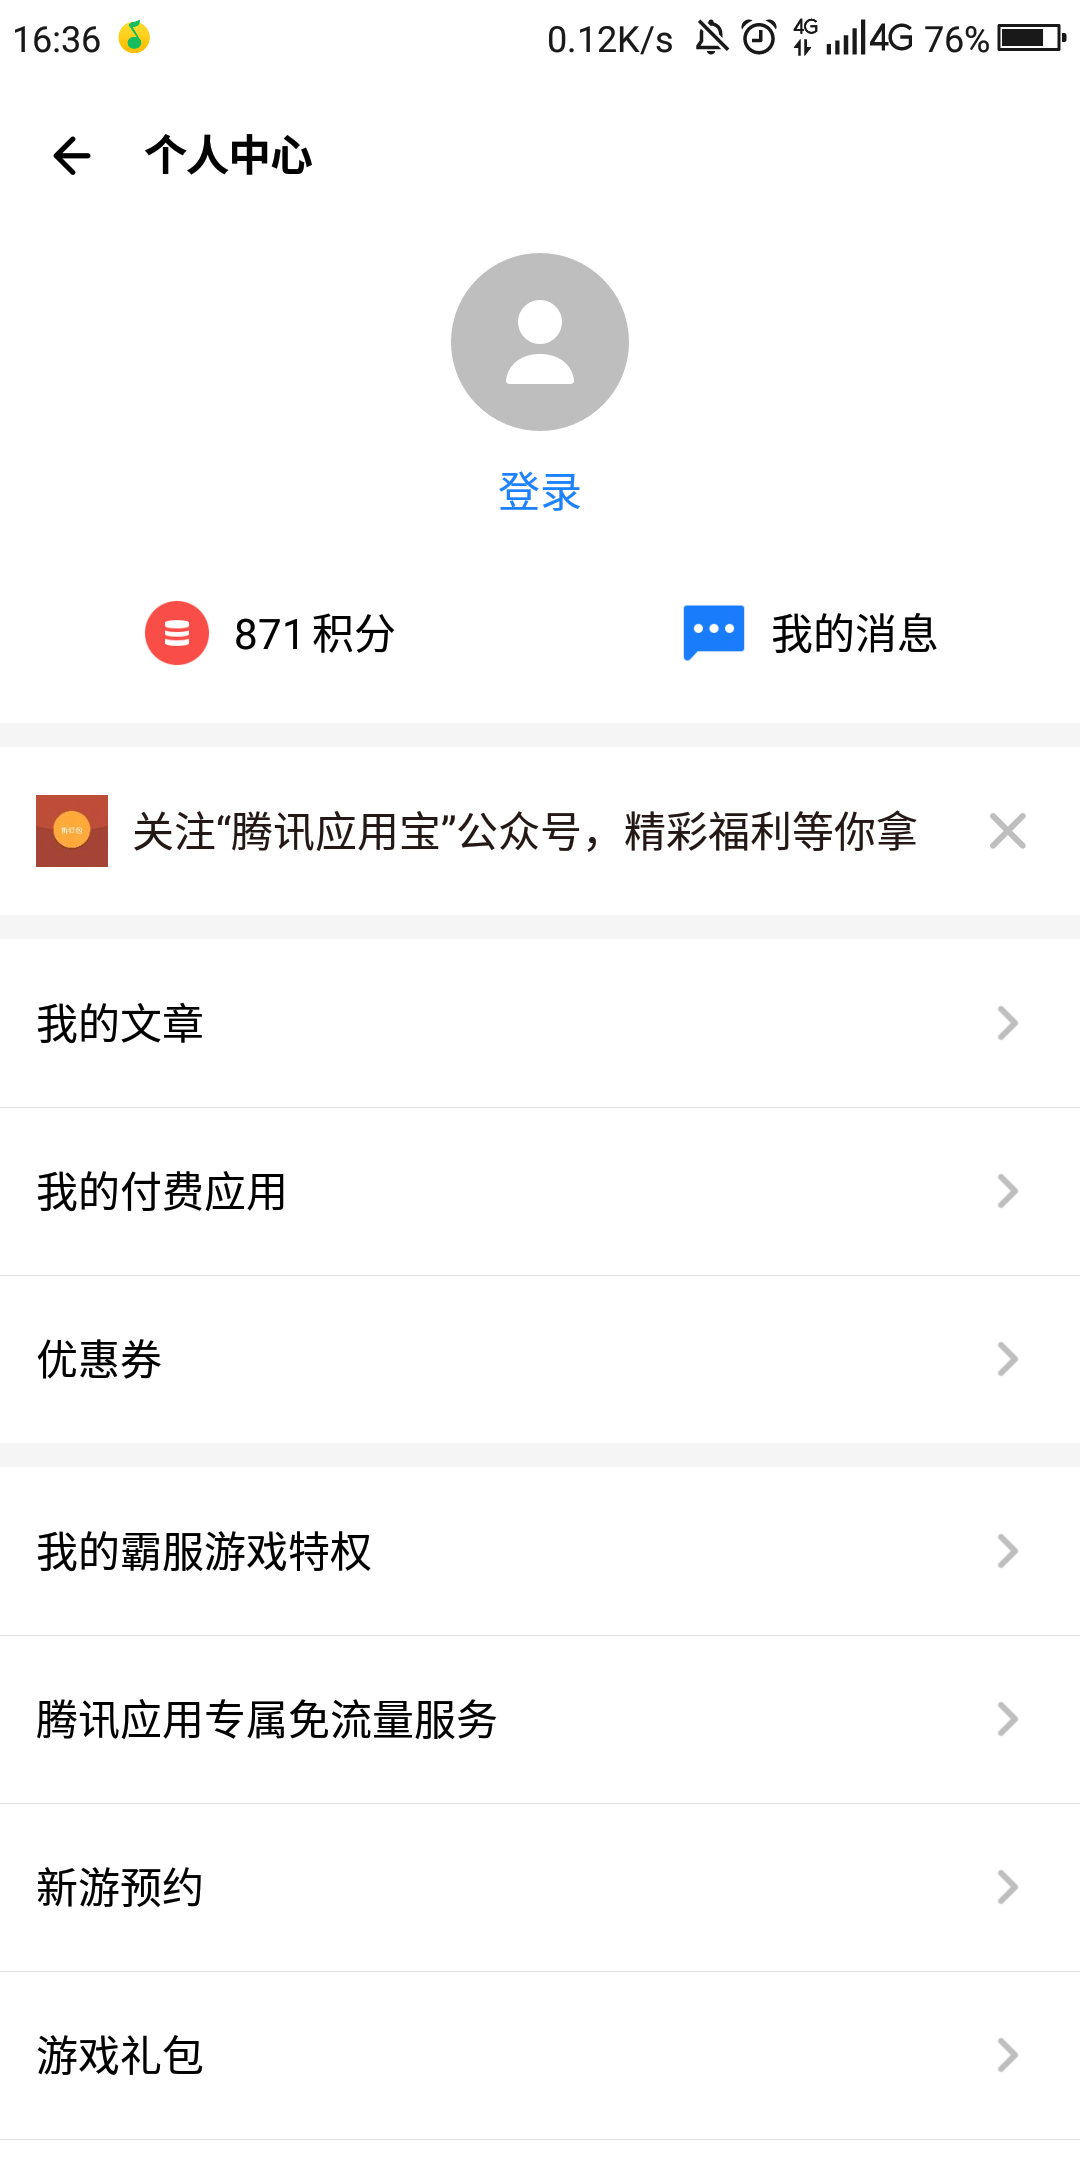 16:36 0.12K/s 4G 4G 76%
个人中心
登录
871积分
我的消息
关注“腾讯应用宝”公众号，精彩福利等你拿
我的文章
我的付费应用
优惠券
我的霸服游戏特权
腾讯应用专属免流量服务
新游预约
游戏礼包